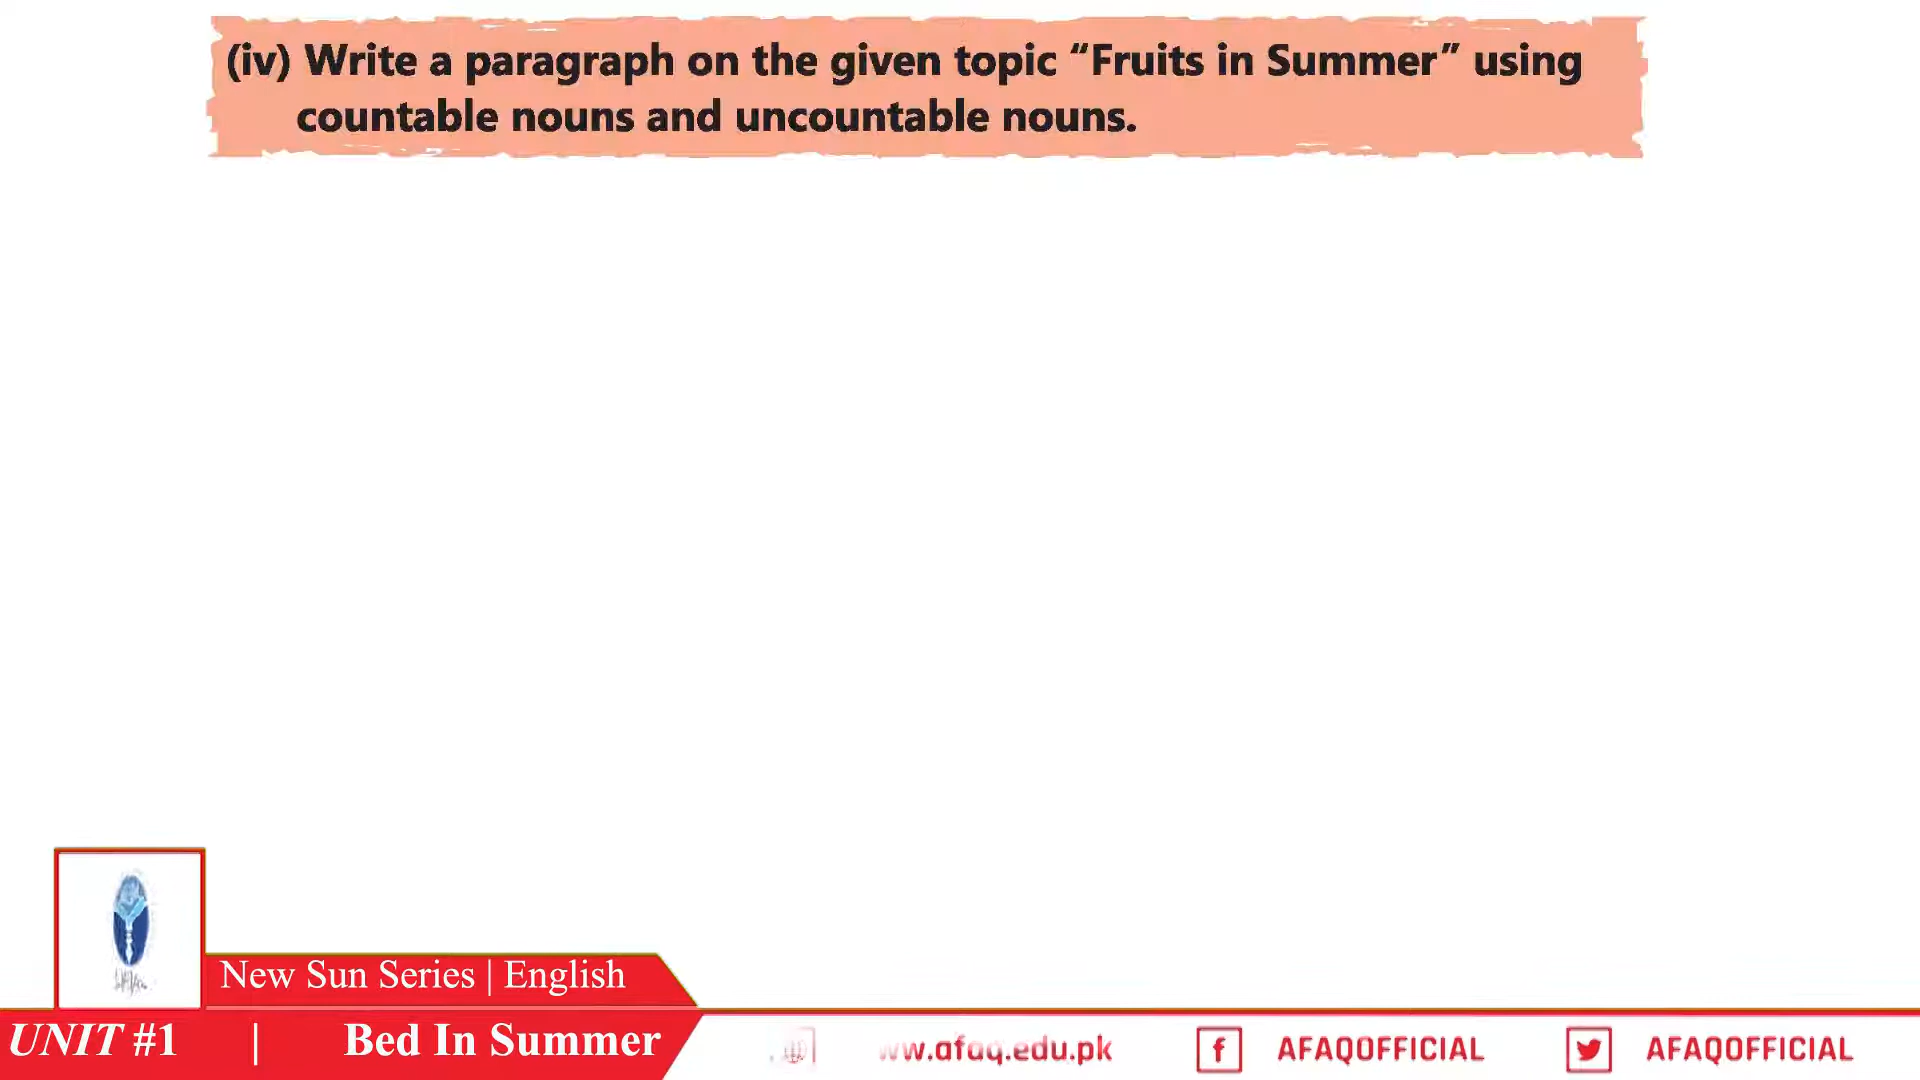 (iv) Write a paragraph on the given topic “Fruits in Summer” using
countable nouns and uncountable nouns.
New Sun Series | English
UNIT #1 | Bed In Summer
ww.afaq.edu.pk
AFAQOFFICIAL
AFAQOFFICIAL